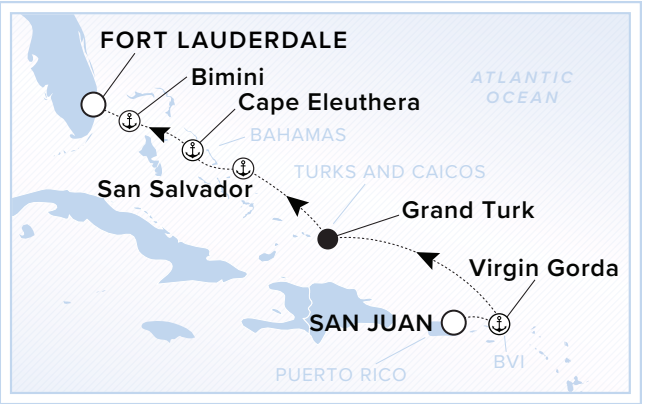 FORT LAUDERDALE
Bimini
ATLANTIC
OCEAN
Cape Eleuthera
BAHAMAS
TURKS AND CAICOS
San Salvador
Grand Turk
Virgin Gorda
SAN JUAN
BVI
PUERTO RICO